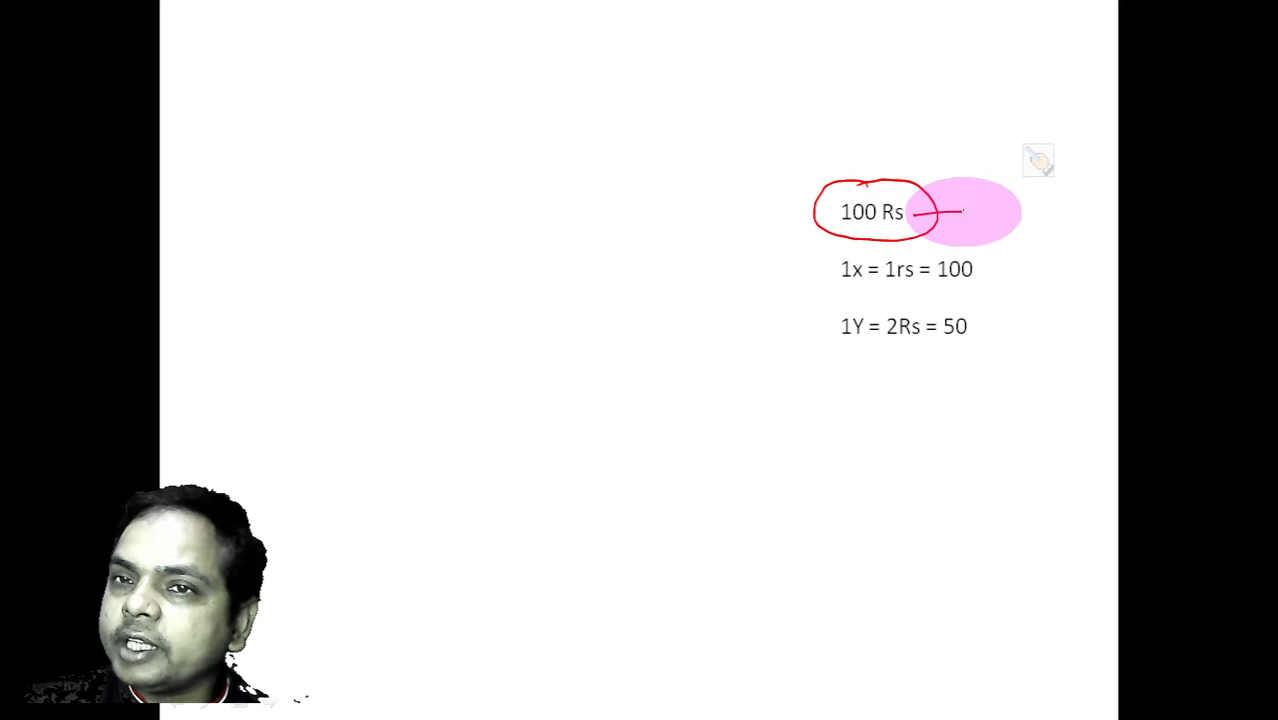 100 Rs
1x = 1rs = 100
1Y = 2Rs = 50